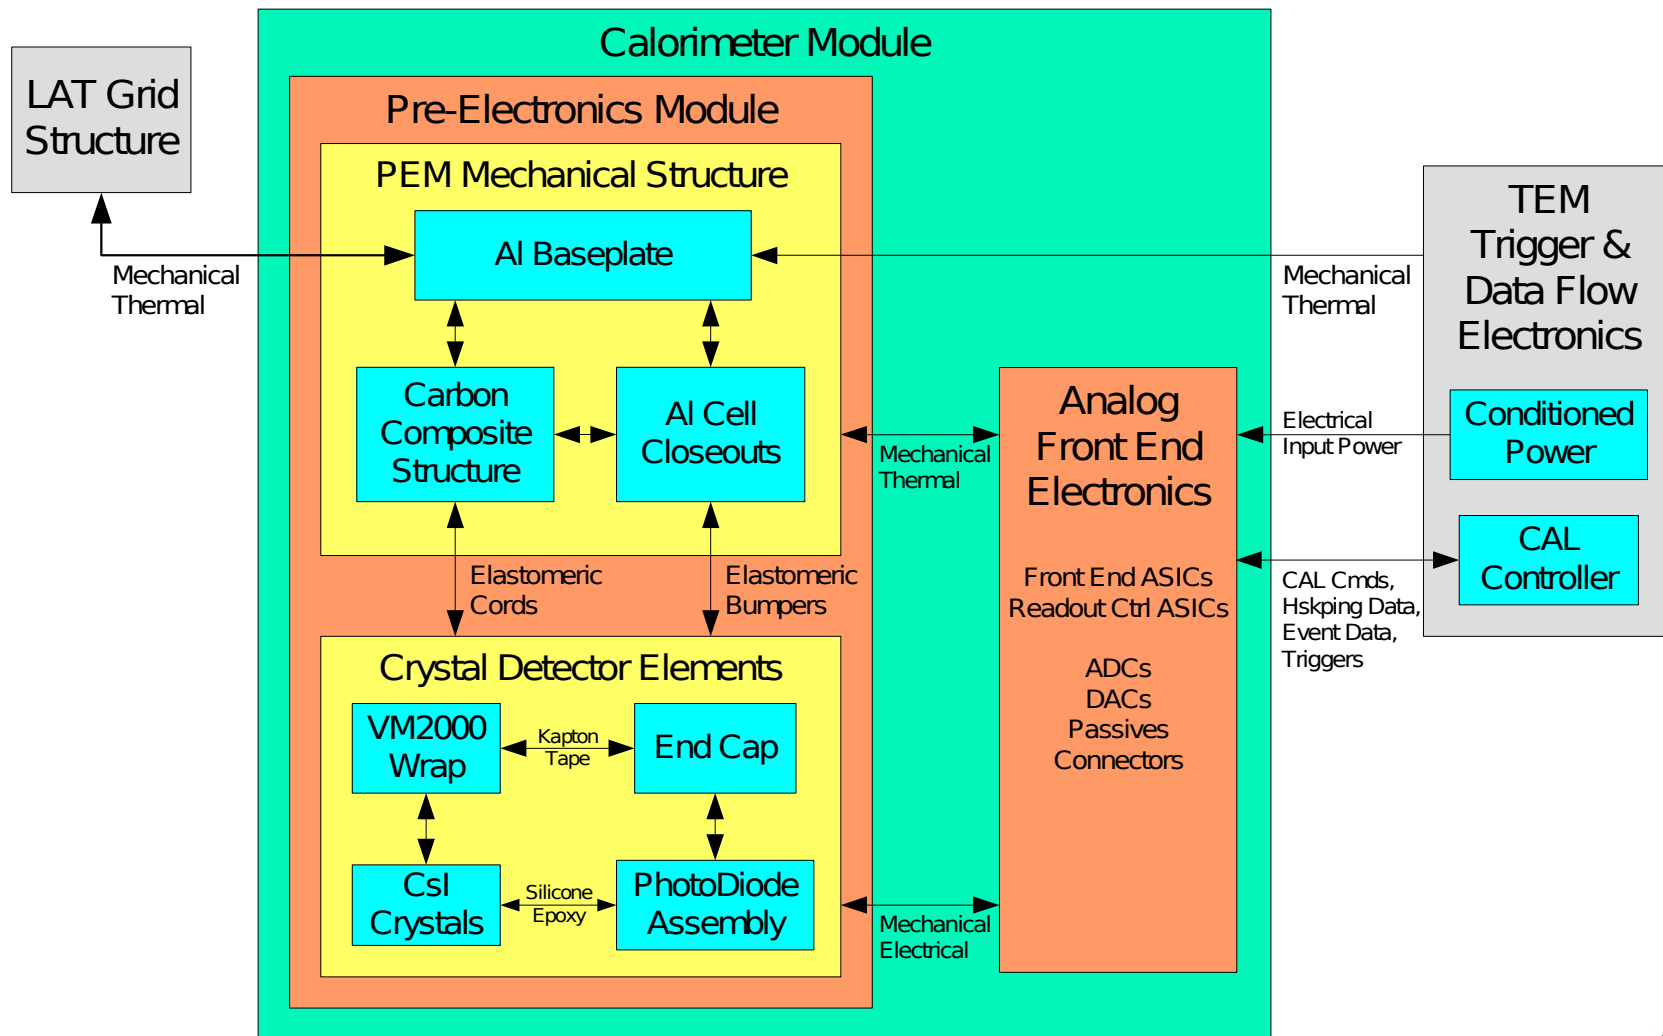 Calorimeter Module
LAT Grid
Structure
Pre-Electronics Module
PEM Mechanical Structure
Al Baseplate
Mechanical
Thermal
Carbon
Composite
Structure
Al Cell
Closeouts
Mechanical
Thermal
Elastomeric
Cords
Elastomeric
Bumpers
Crystal Detector Elements
VM2000
Wrap
Kapton
Tape
End Cap
CsI
Crystals
Silicone
Epoxy
PhotoDiode
Assembly
Mechanical
Electrical
Analog
Front End
Electronics
Front End ASICs
Readout Ctrl ASICs
ADCs
DACs
Passives
Connectors
Mechanical
Thermal
Electrical
Input Power
CAL Cmds,
Hskping Data,
Event Data,
Triggers
TEM
Trigger &
Data Flow
Electronics
Conditioned
Power
CAL
Controller